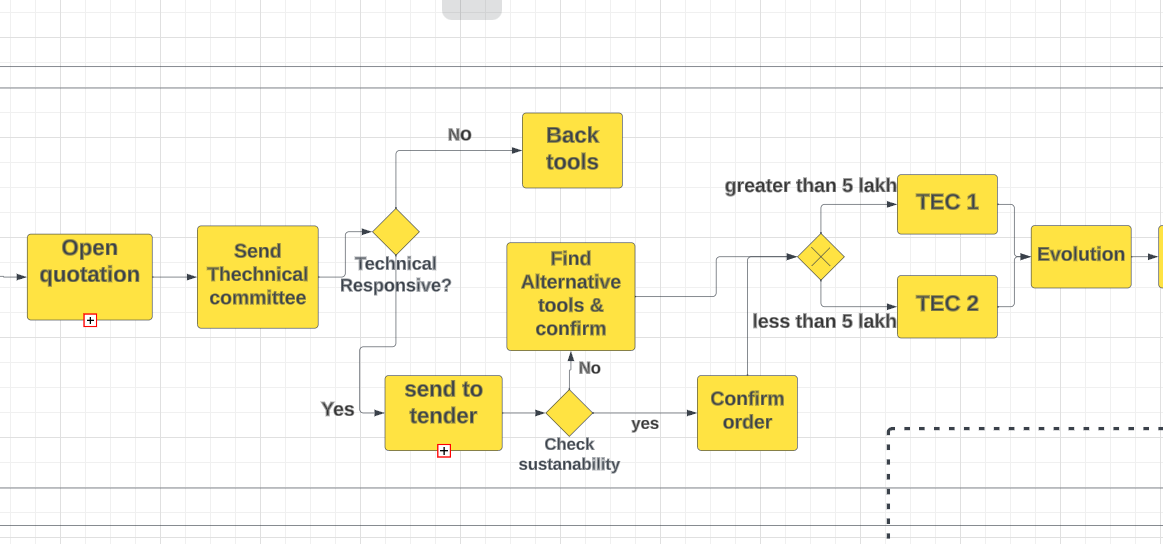 No
Back
tools
greater than 5 lakh
TEC 1
Open
quotation
Send
Thechnical
committee
Technical
Responsive?
Find
Alternative
tools &
confirm
Evolution
TEC 2
less than 5 lakh
No
Yes
send to
tender
yes
Confirm
order
Check
sustanability